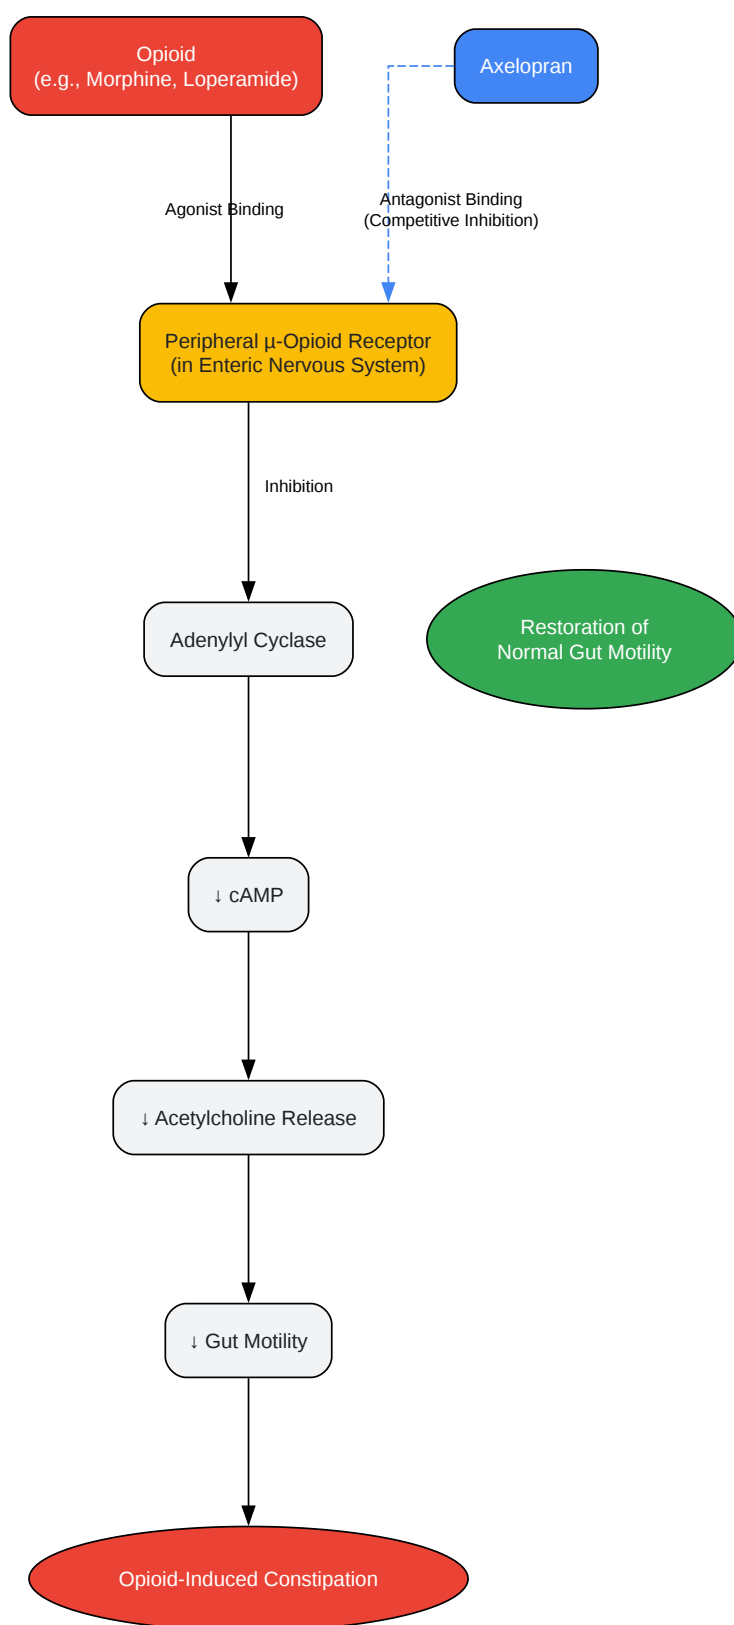 Opioid
(e.g., Morphine, Loperamide)
Axelopran
Agonist Binding
Antagonist Binding
(Competitive Inhibition)
Peripheral µ-Opioid Receptor
(in Enteric Nervous System)
Inhibition
Adenylyl Cyclase
Restoration of
Normal Gut Motility
↓ cAMP
↓ Acetylcholine Release
↓ Gut Motility
Opioid-Induced Constipation